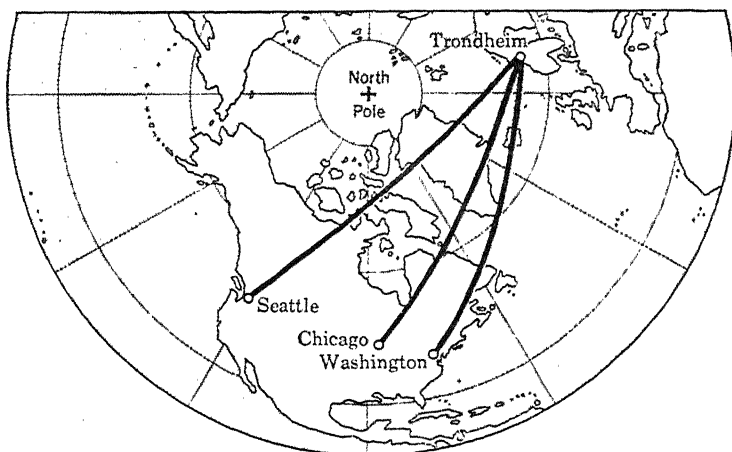 Trondheim
North
Pole
Seattle
Chicago
Washington